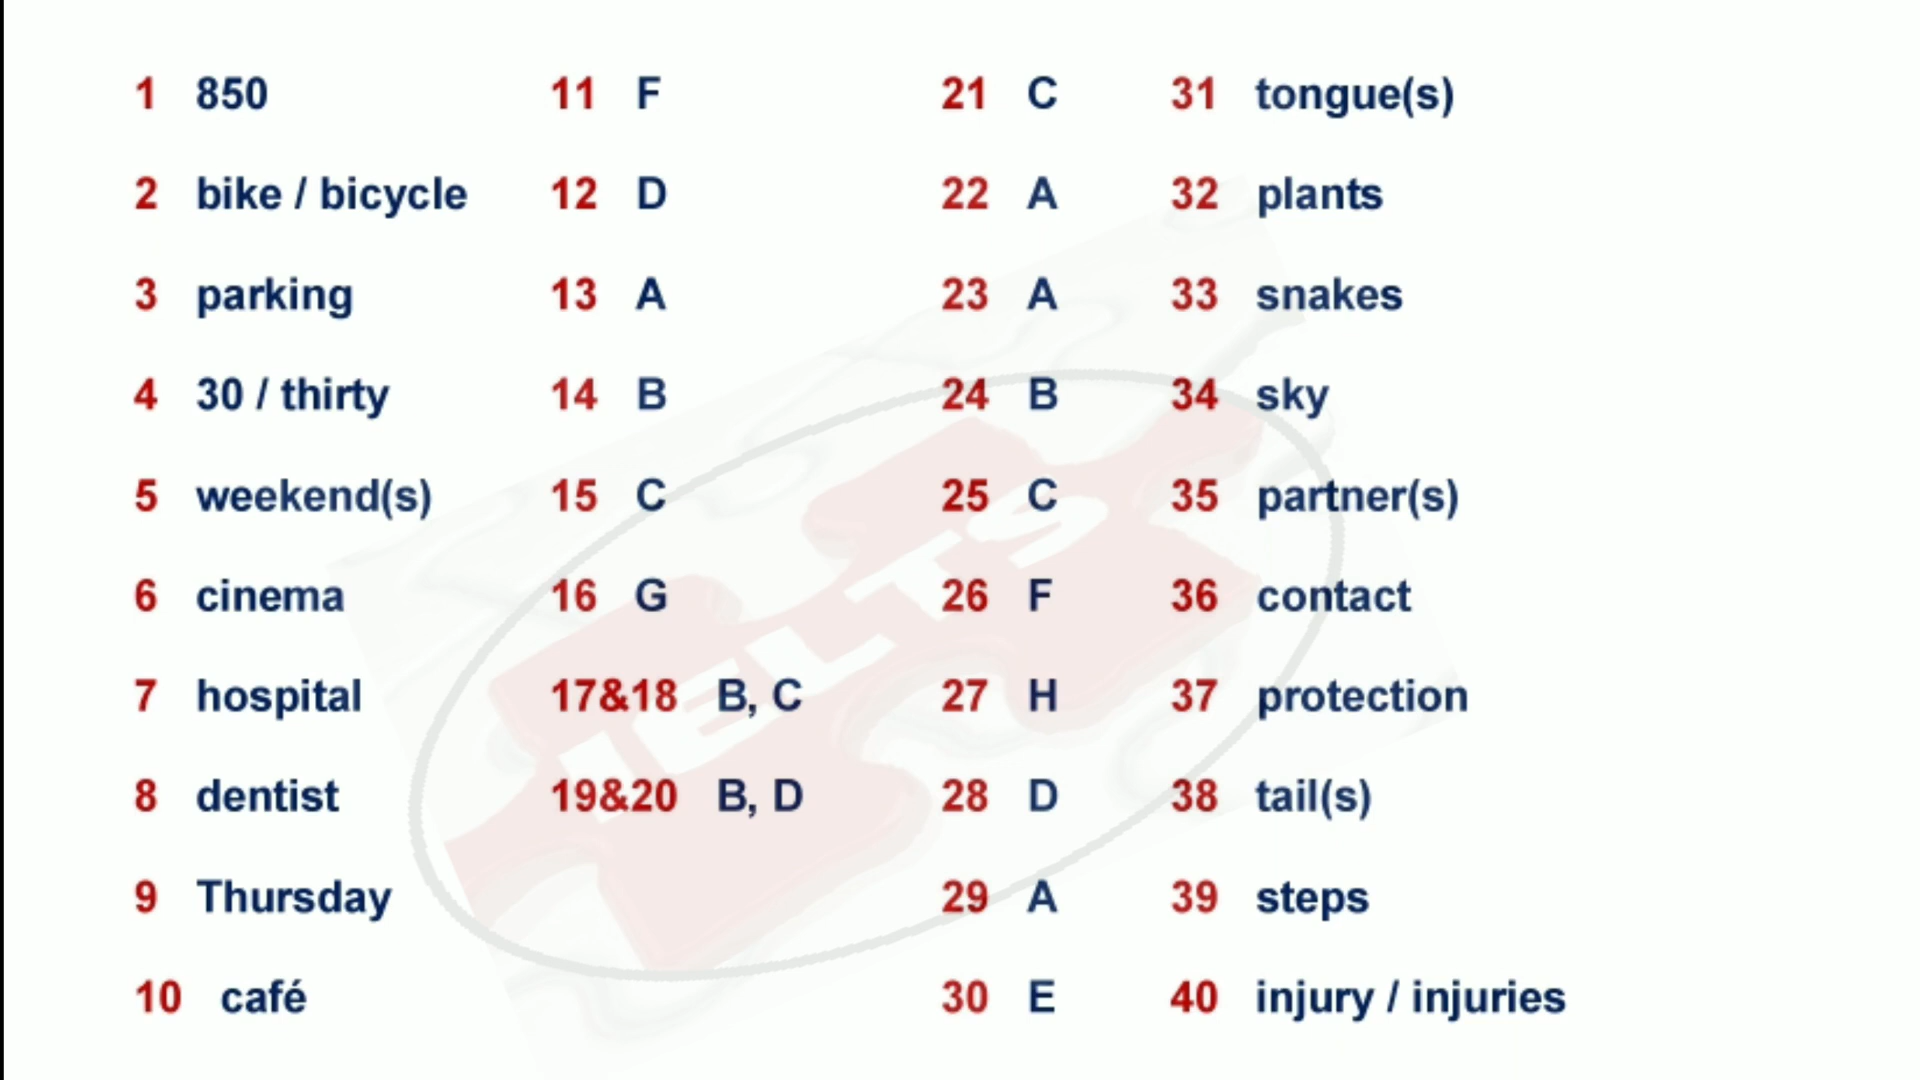 1 850
2 bike / bicycle
3 parking
4 30 / thirty
5 weekend(s)
6 cinema
7 hospital
8 dentist
9 Thursday
10 café
11 F
12 D
13 A
14 B
15 C
16 G
17&18 B, C
19&20 B, D
21 C
22 A
23 A
24 B
25 C
26 F
27 H
28 D
29 A
30 E
31 tongue(s)
32 plants
33 snakes
34 sky
35 partner(s)
36 contact
37 protection
38 tail(s)
39 steps
40 injury / injuries
IELTS